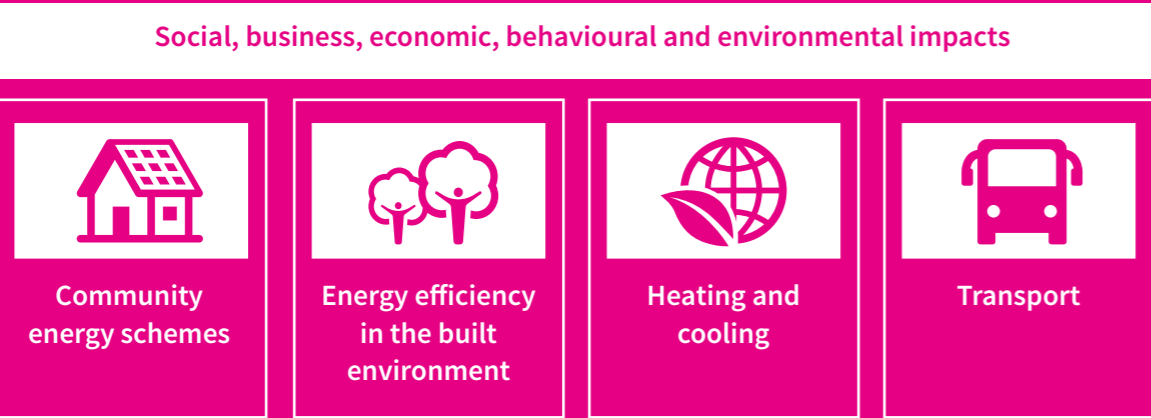 Social, business, economic, behavioural and environmental impacts
Community
energy schemes
Energy efficiency
in the built
environment
Heating and
cooling
Transport